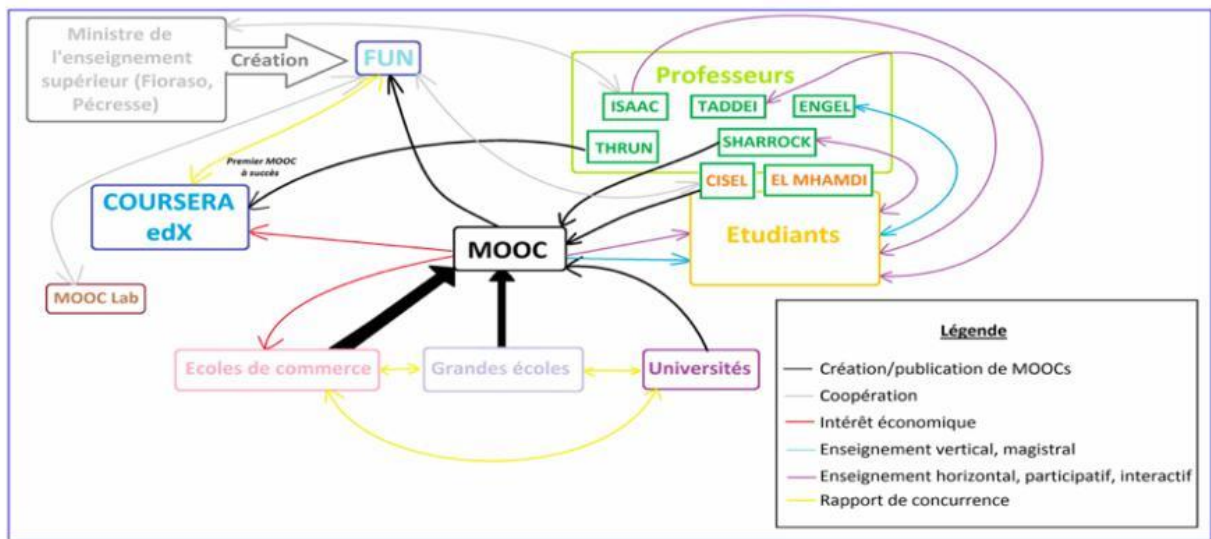 Ministre de
l'enseignement
supérieur (Fioraso,
Pécresse)
Création
FUN
Professeurs
ISAAC
TADDEI
ENGEL
THRUN
SHARROCK
CISEL
EL MHAMDI
Premier MOOC
à succès
COURSERA
edX
MOOC
Etudiants
MOOC Lab
Ecoles de commerce
Grandes écoles
Universités
Légende
Création/publication de MOOCs
Coopération
Intérêt économique
Enseignement vertical, magistral
Enseignement horizontal, participatif, interactif
Rapport de concurrence